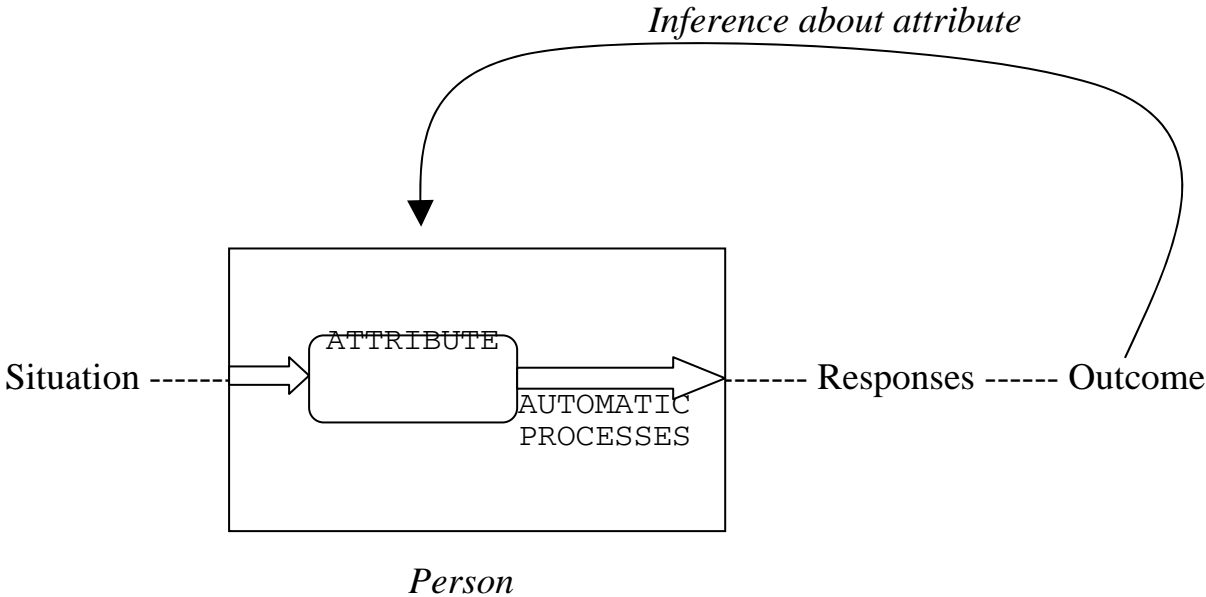 Inference about attribute
ATTRIBUTE
Situation ------- ------ Responses ------ Outcome
AUTOMATIC
PROCESSES
Person